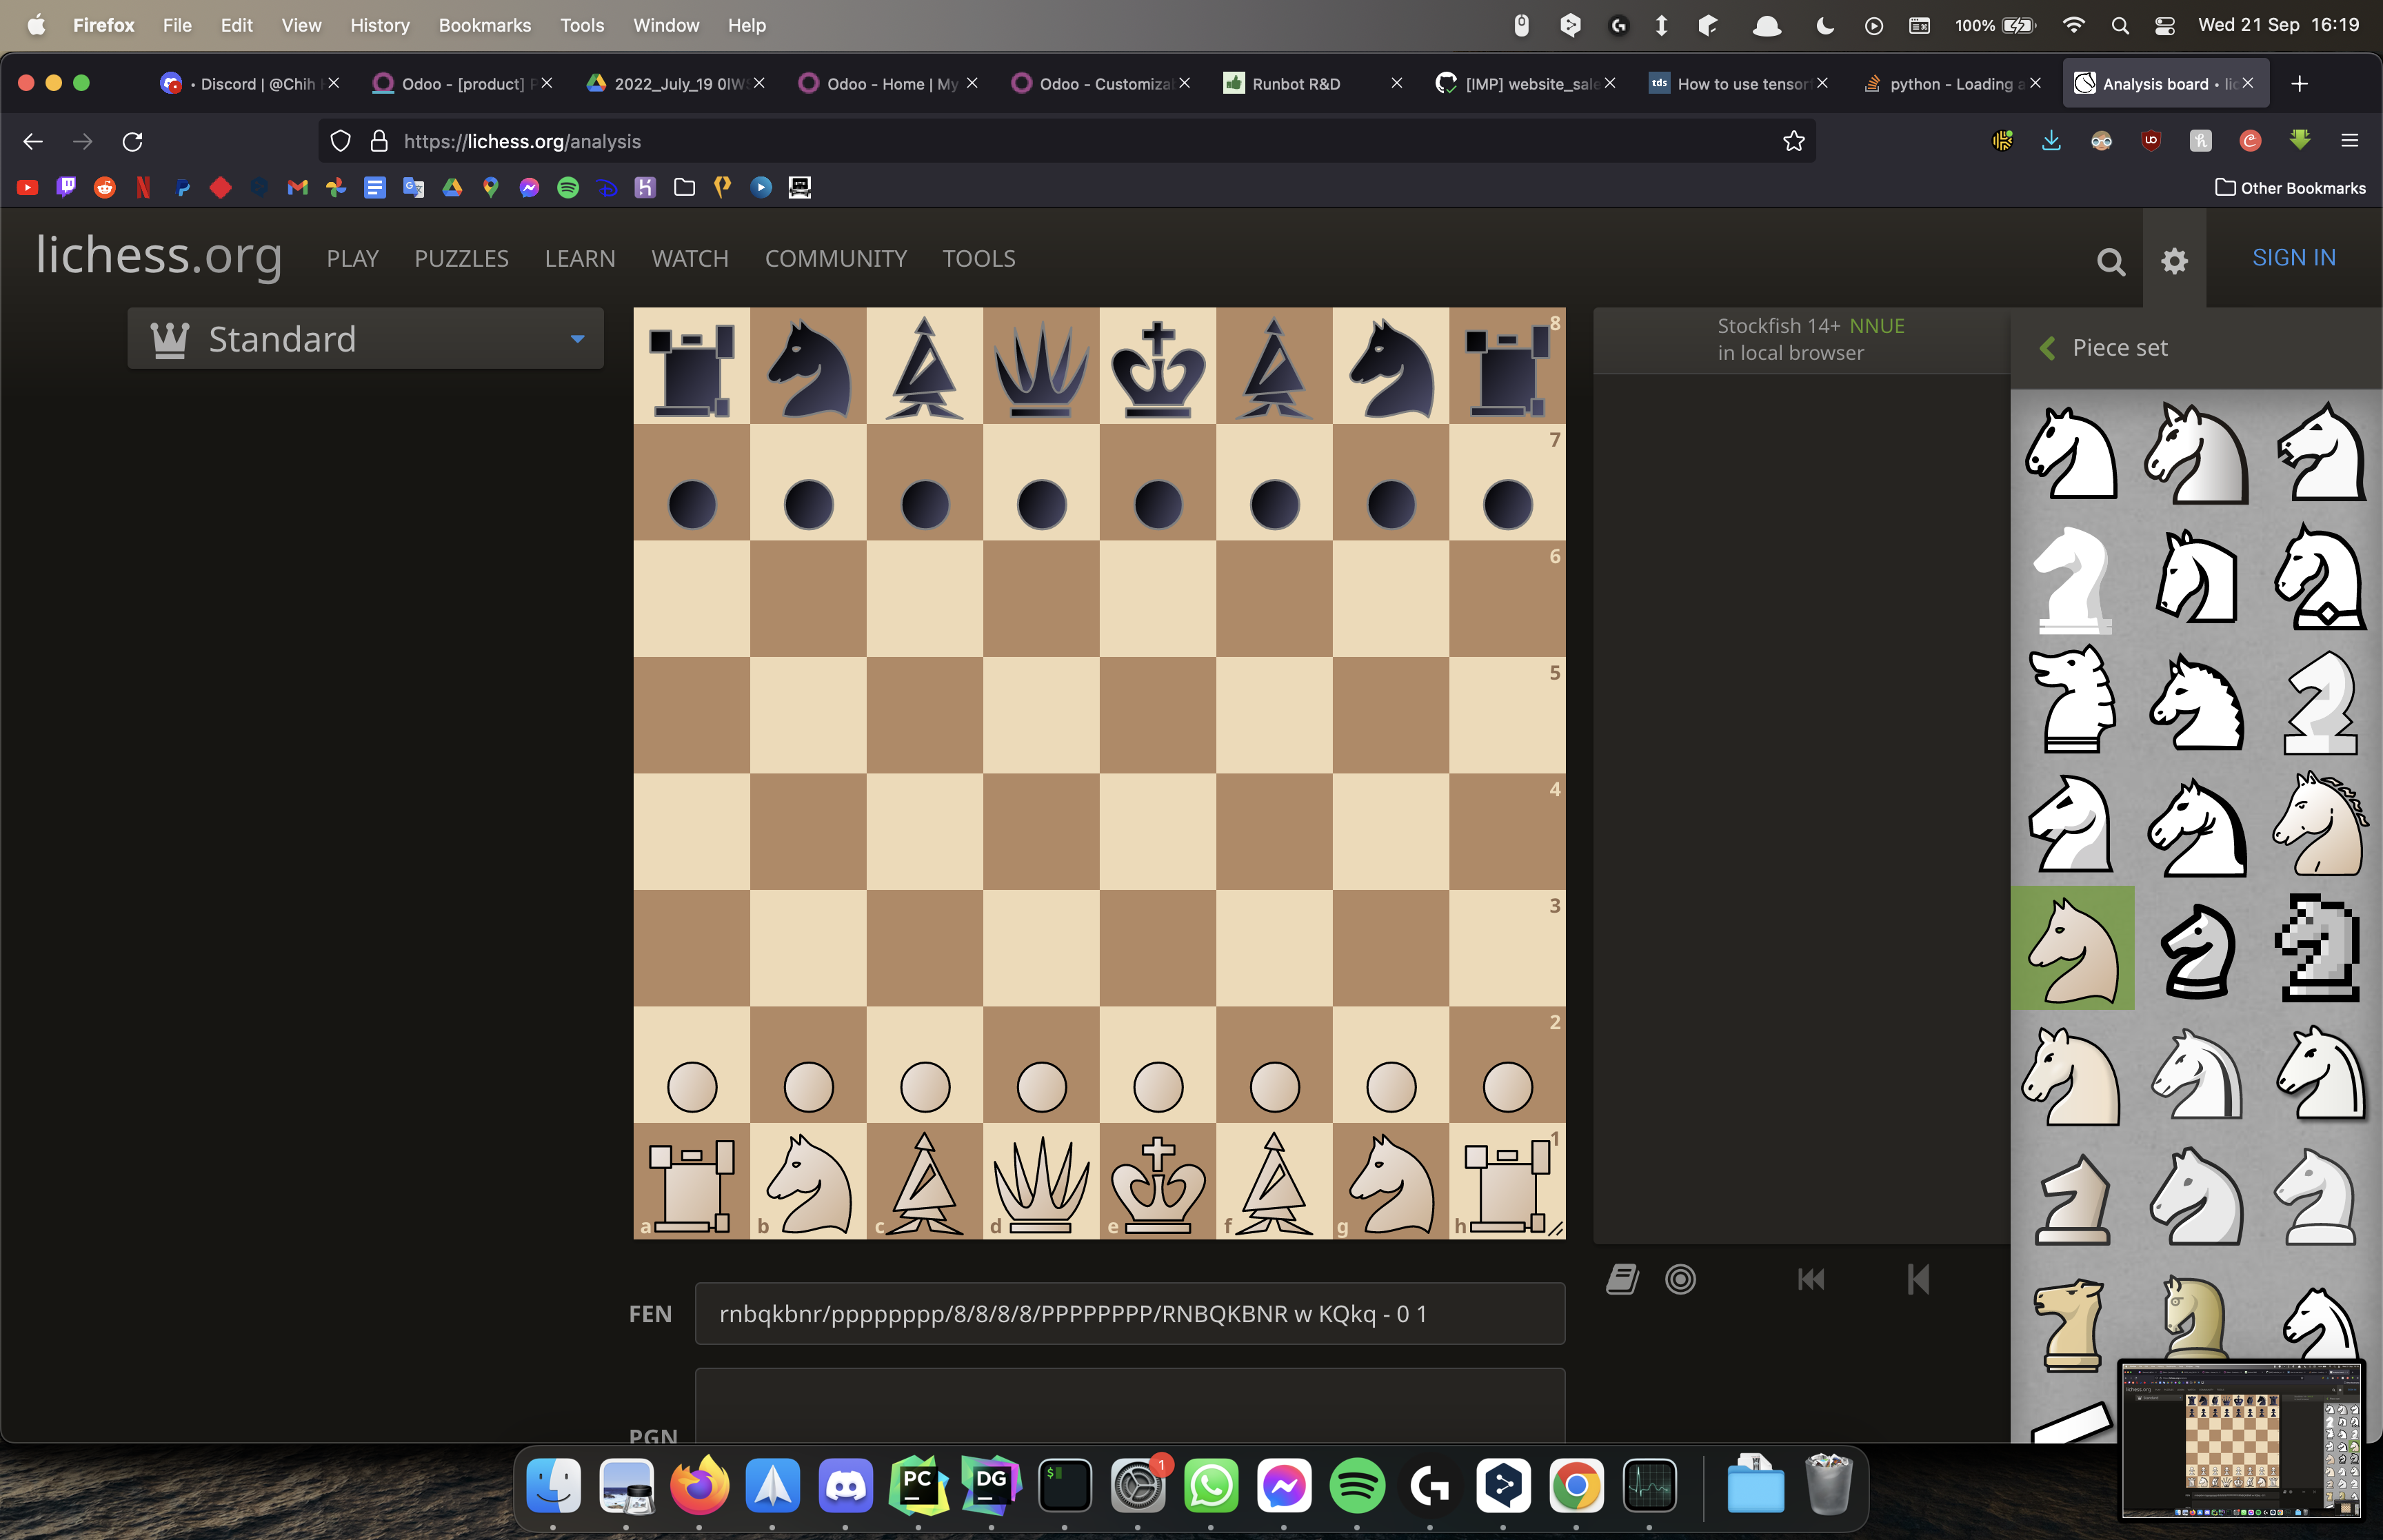 Firefox File Edit View History Bookmarks Tools Window Help 100% Wed 21 Sep 16:19
• Discord | @Chih Odoo - [product] P 2022_July_19 0lWS Odoo - Home | My Odoo - Customiza Runbot R&D [IMP] website_sale tds How to use tensor python - Loading a Analysis board • lic
https://lichess.org/analysis
Other Bookmarks
lichess.org PLAY PUZZLES LEARN WATCH COMMUNITY TOOLS SIGN IN
Standard
Stockfish 14+ NNUE
in local browser
Piece set
8
7
6
5
4
3
2
1
a b c d e f g h
FEN rnbqkbnr/pppppppp/8/8/8/8/PPPPPPPP/RNBQKBNR w KQkq - 0 1
PGN
PC DG 1